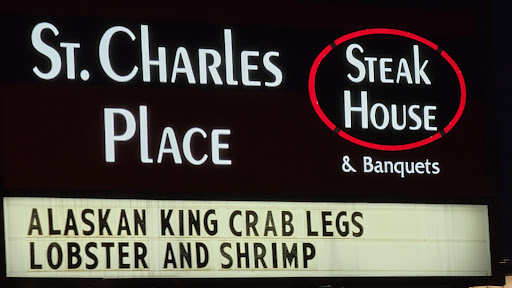 St. Charles
Place
Steak
House
& Banquets
ALASKAN KING CRAB LEGS
LOBSTER AND SHRIMP